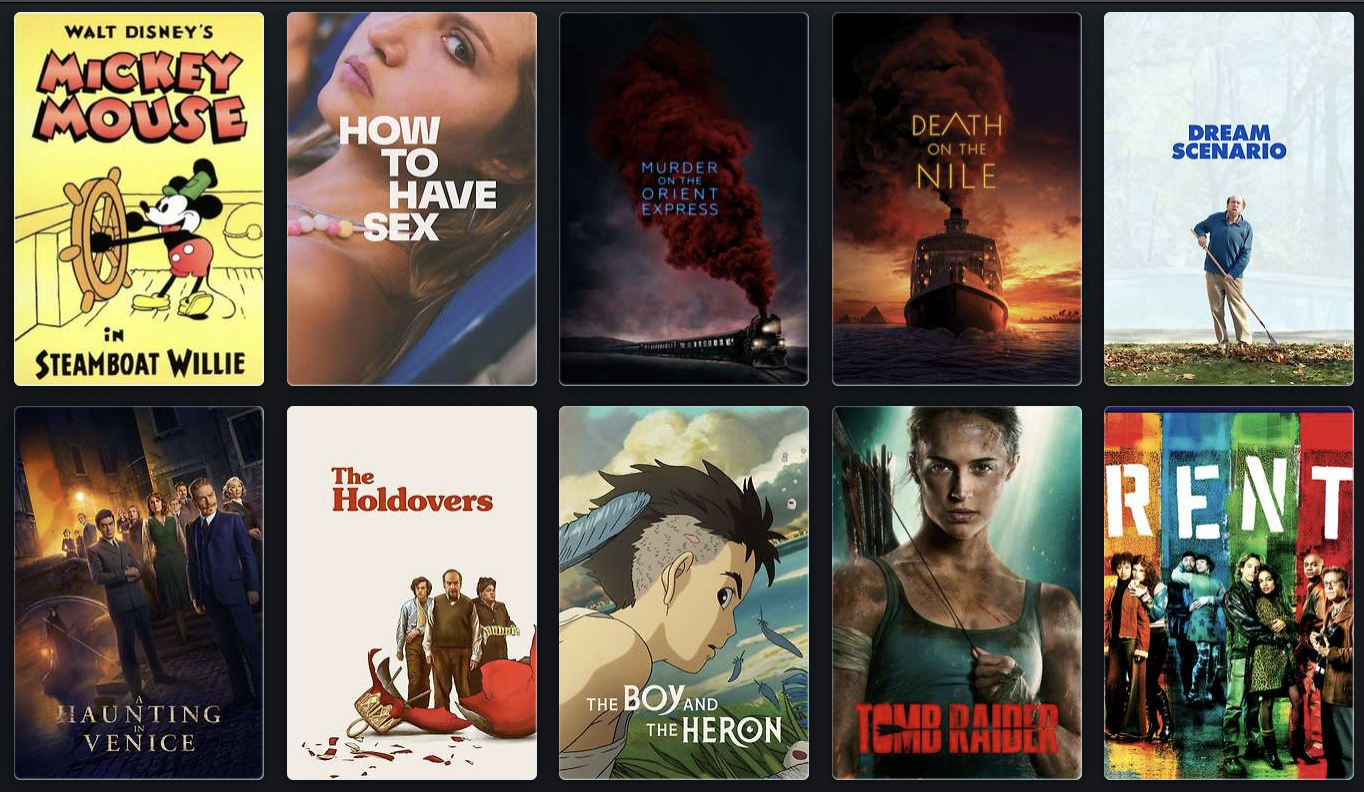 WALT DISNEY'S
MICKEY
MOUSE
IN
STEAMBOAT WILLIE
HOW
TO
HAVE
SEX
MURDER
ON THE
ORIENT
EXPRESS
DEATH
ON THE
NILE
DREAM
SCENARIO
A
HAUNTING
IN
VENICE
The
Holdovers
THE BOY AND
THE HERON
TOMB RAIDER
RENT